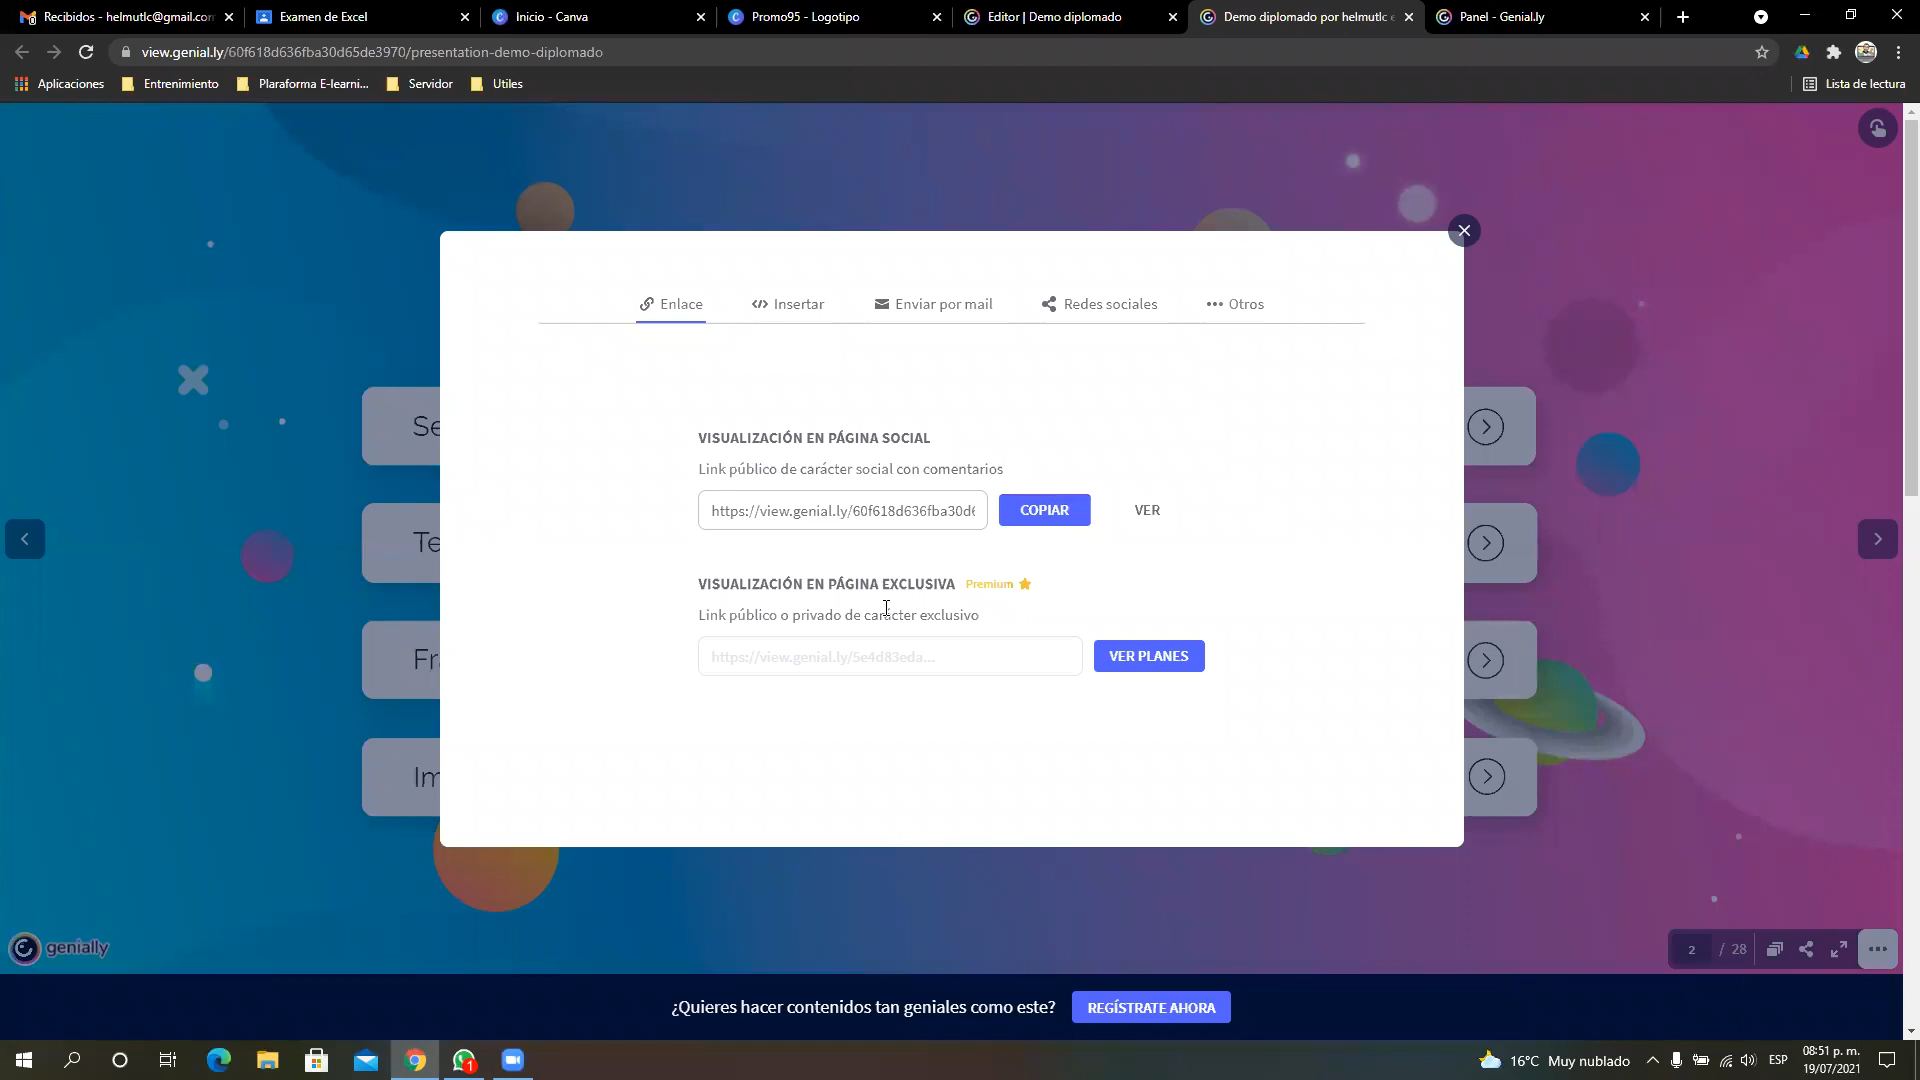 Recibidos - helmutlc@gmail.com
Examen de Excel
Inicio - Canva
Promo95 - Logotipo
Editor | Demo diplomado
Demo diplomado por helmutlc e
Panel - Genial.ly
view.genial.ly/60f618d636fba30d65de3970/presentation-demo-diplomado
Aplicaciones
Entrenimiento
Plaraforma E-learni...
Servidor
Utiles
Lista de lectura
Enlace
Insertar
Enviar por mail
Redes sociales
Otros
VISUALIZACIÓN EN PÁGINA SOCIAL
Link público de carácter social con comentarios
https://view.genial.ly/60f618d636fba30d6
COPIAR
VER
VISUALIZACIÓN EN PÁGINA EXCLUSIVA Premium
Link público o privado de carácter exclusivo
https://view.genial.ly/5e4d83eda...
VER PLANES
Se
Te
Fr
Im
genially
2 / 28
¿Quieres hacer contenidos tan geniales como este?
REGÍSTRATE AHORA
1
16°C Muy nublado
ESP
08:51 p. m.
19/07/2021